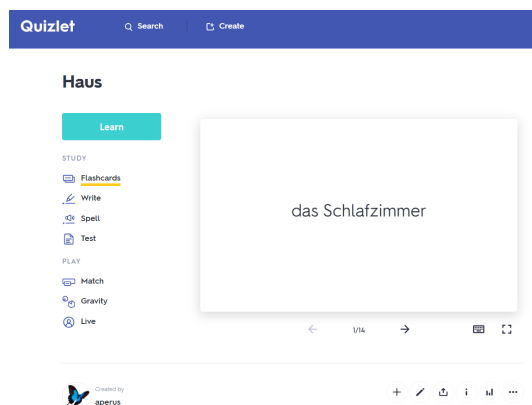 Quizlet
Search
Create
Haus
Learn
STUDY
Flashcards
Write
Spell
Test
PLAY
Match
Gravity
Live
das Schlafzimmer
1/14
Created by
aperus